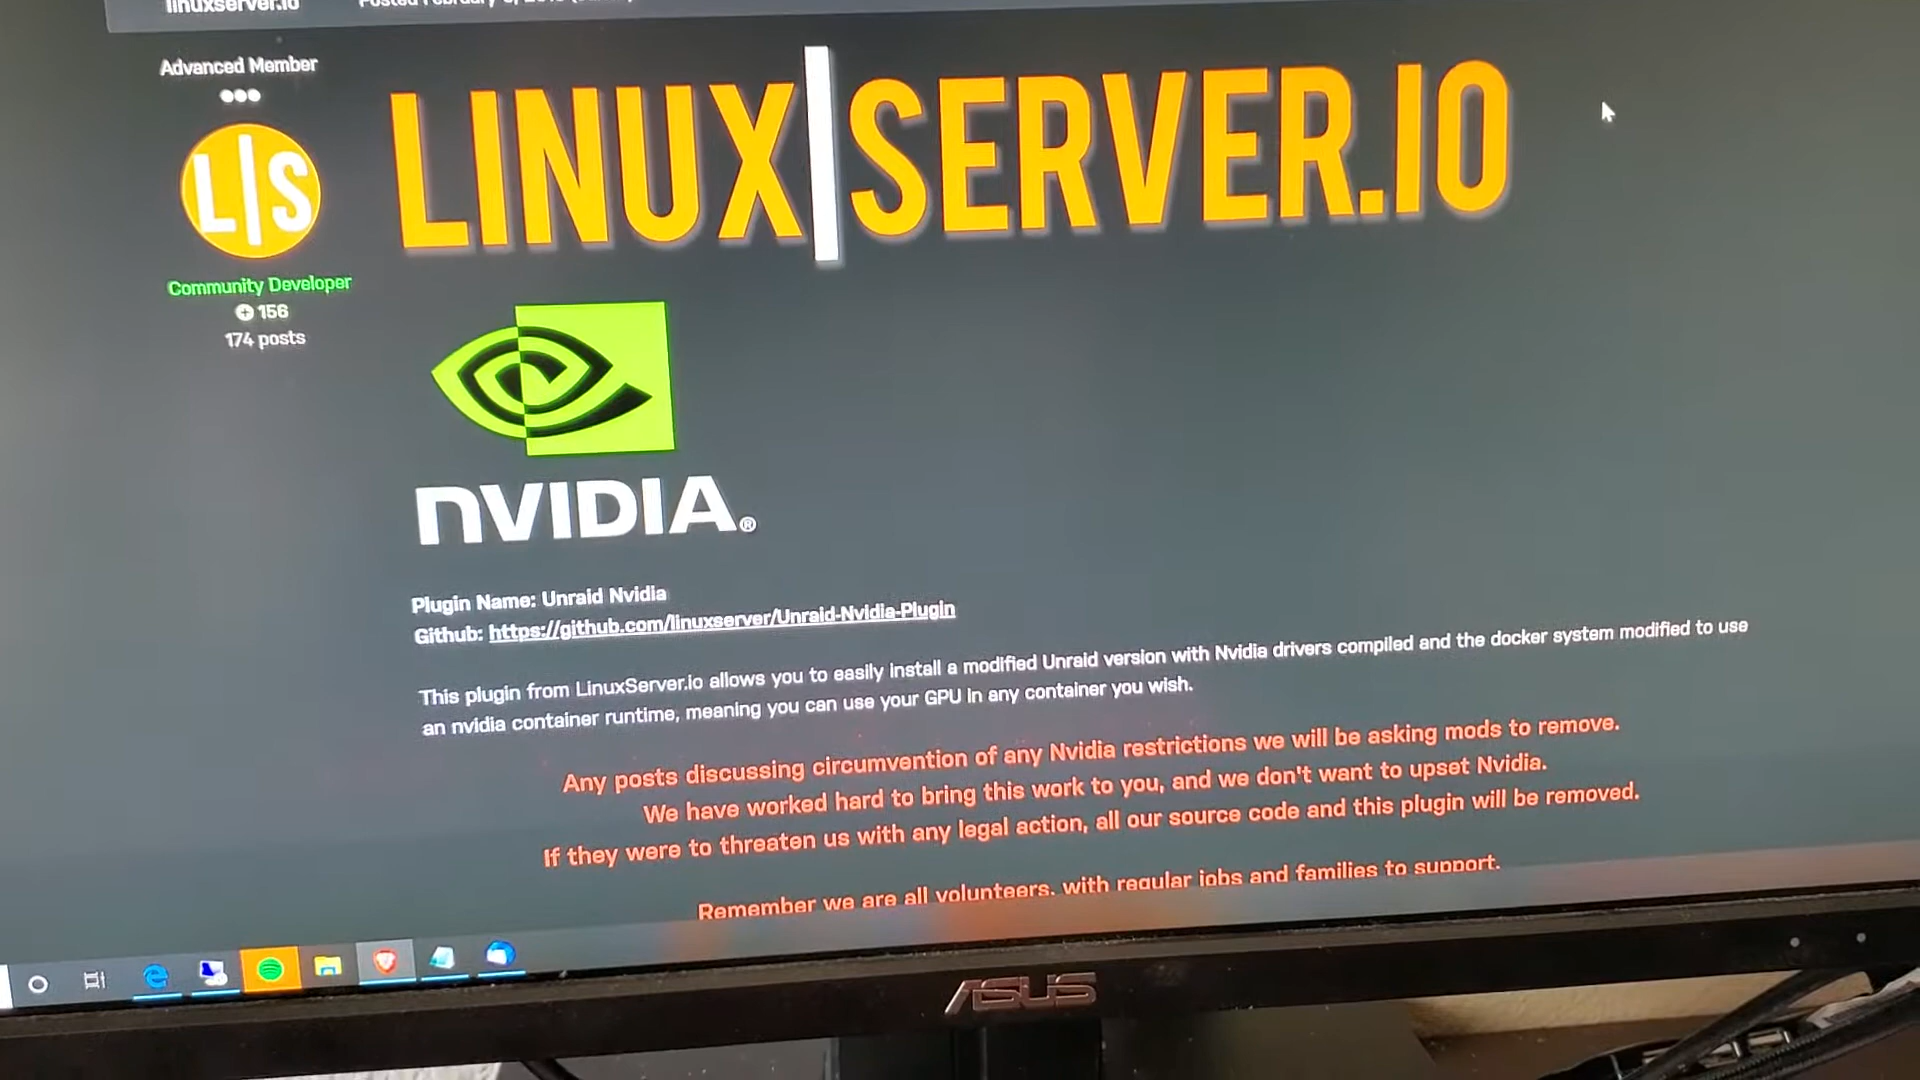 linuxserver.io
Posted February
Advanced Member
LINUX|SERVER.IO
L|S
Community Developer
156
174 posts
NVIDIA®
Plugin Name: Unraid Nvidia
Github: https://github.com/linuxserver/Unraid-Nvidia-Plugin
This plugin from LinuxServer.io allows you to easily install a modified Unraid version with Nvidia drivers compiled and the docker system modified to use
an nvidia container runtime, meaning you can use your GPU in any container you wish.
Any posts discussing circumvention of any Nvidia restrictions we will be asking mods to remove.
We have worked hard to bring this work to you, and we don't want to upset Nvidia.
If they were to threaten us with any legal action, all our source code and this plugin will be removed.
Remember we are all volunteers, with regular jobs and families to support.
ASUS